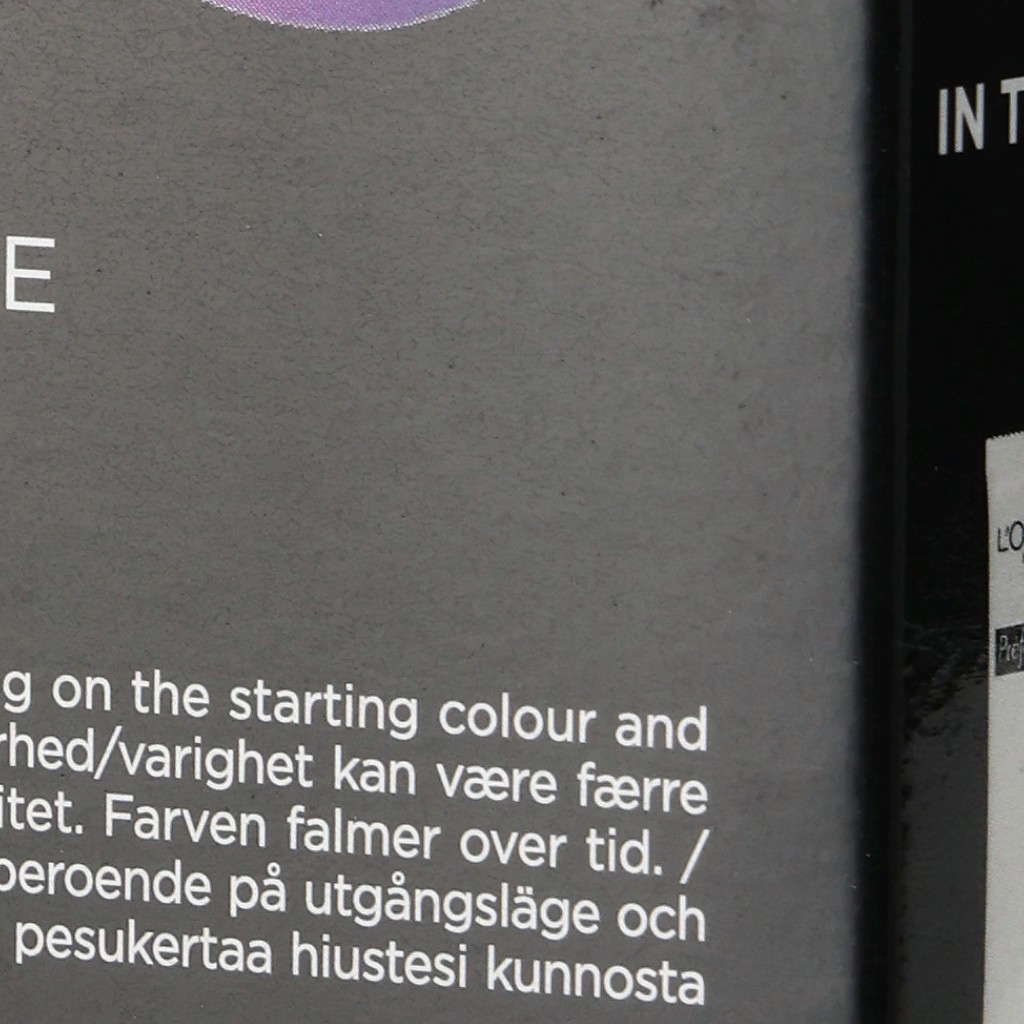 E
g on the starting colour and
rhed/varighet kan være færre
itet. Farven falmer over tid. /
beroende på utgångsläge och
pesukertaa hiustesi kunnosta
IN T
L'O
Préf